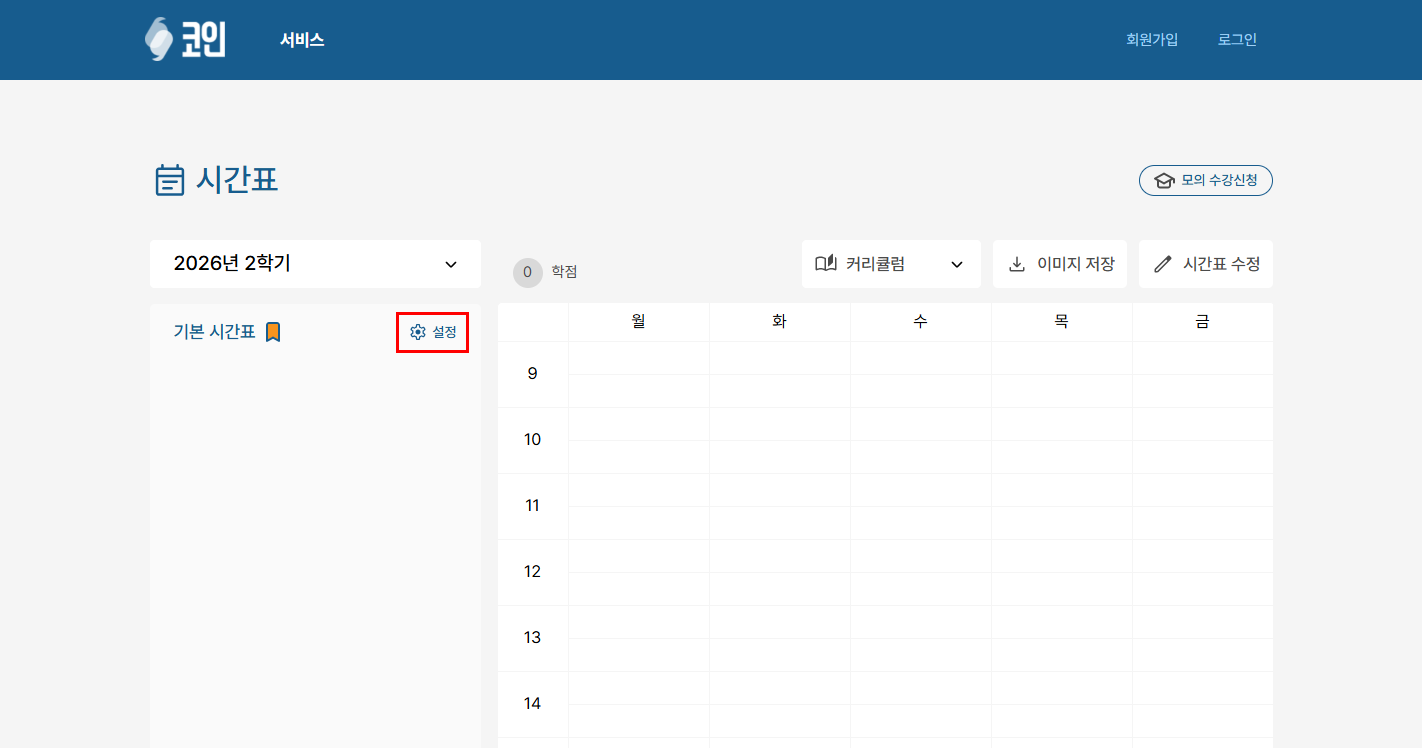 코인
서비스
회원가입
로그인
시간표
모의 수강신청
2026년 2학기
0 학점
커리큘럼
이미지 저장
시간표 수정
기본 시간표
설정
월 화 수 목 금
9
10
11
12
13
14